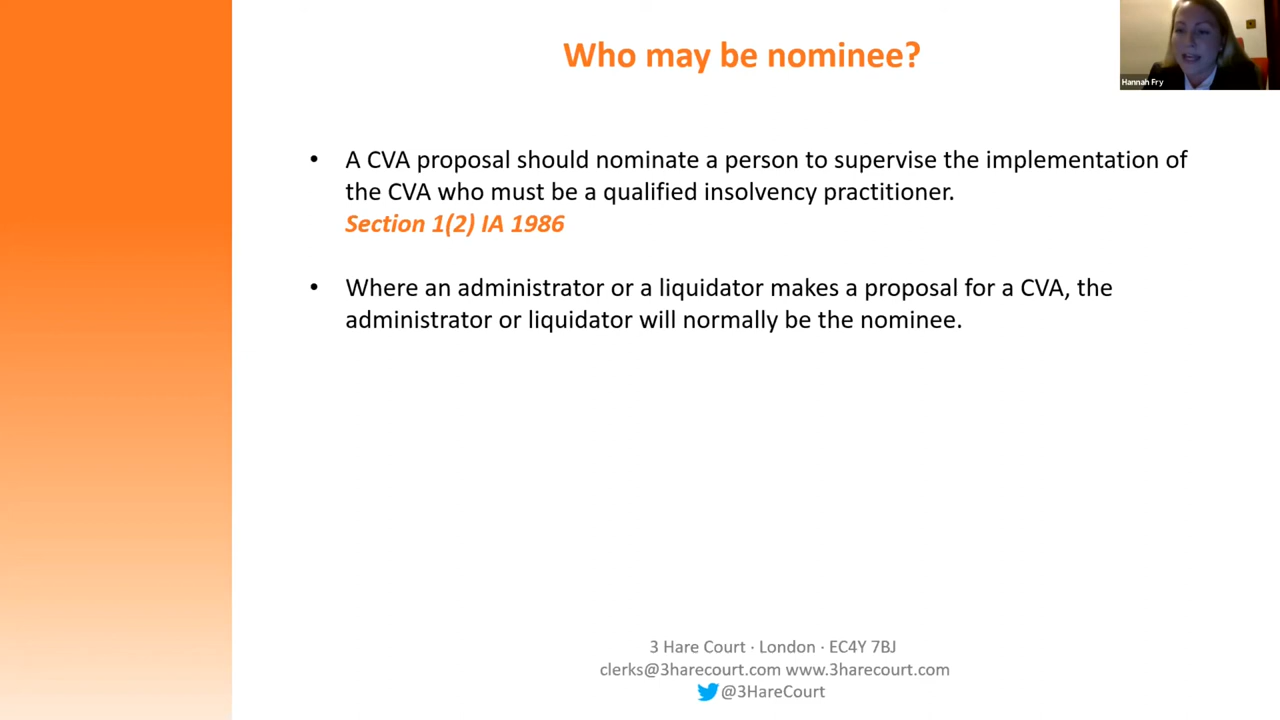 Who may be nominee?
Hannah Fry
• A CVA proposal should nominate a person to supervise the implementation of
the CVA who must be a qualified insolvency practitioner.
Section 1(2) IA 1986
• Where an administrator or a liquidator makes a proposal for a CVA, the
administrator or liquidator will normally be the nominee.
3 Hare Court · London · EC4Y 7BJ
clerks@3harecourt.com www.3harecourt.com
@3HareCourt